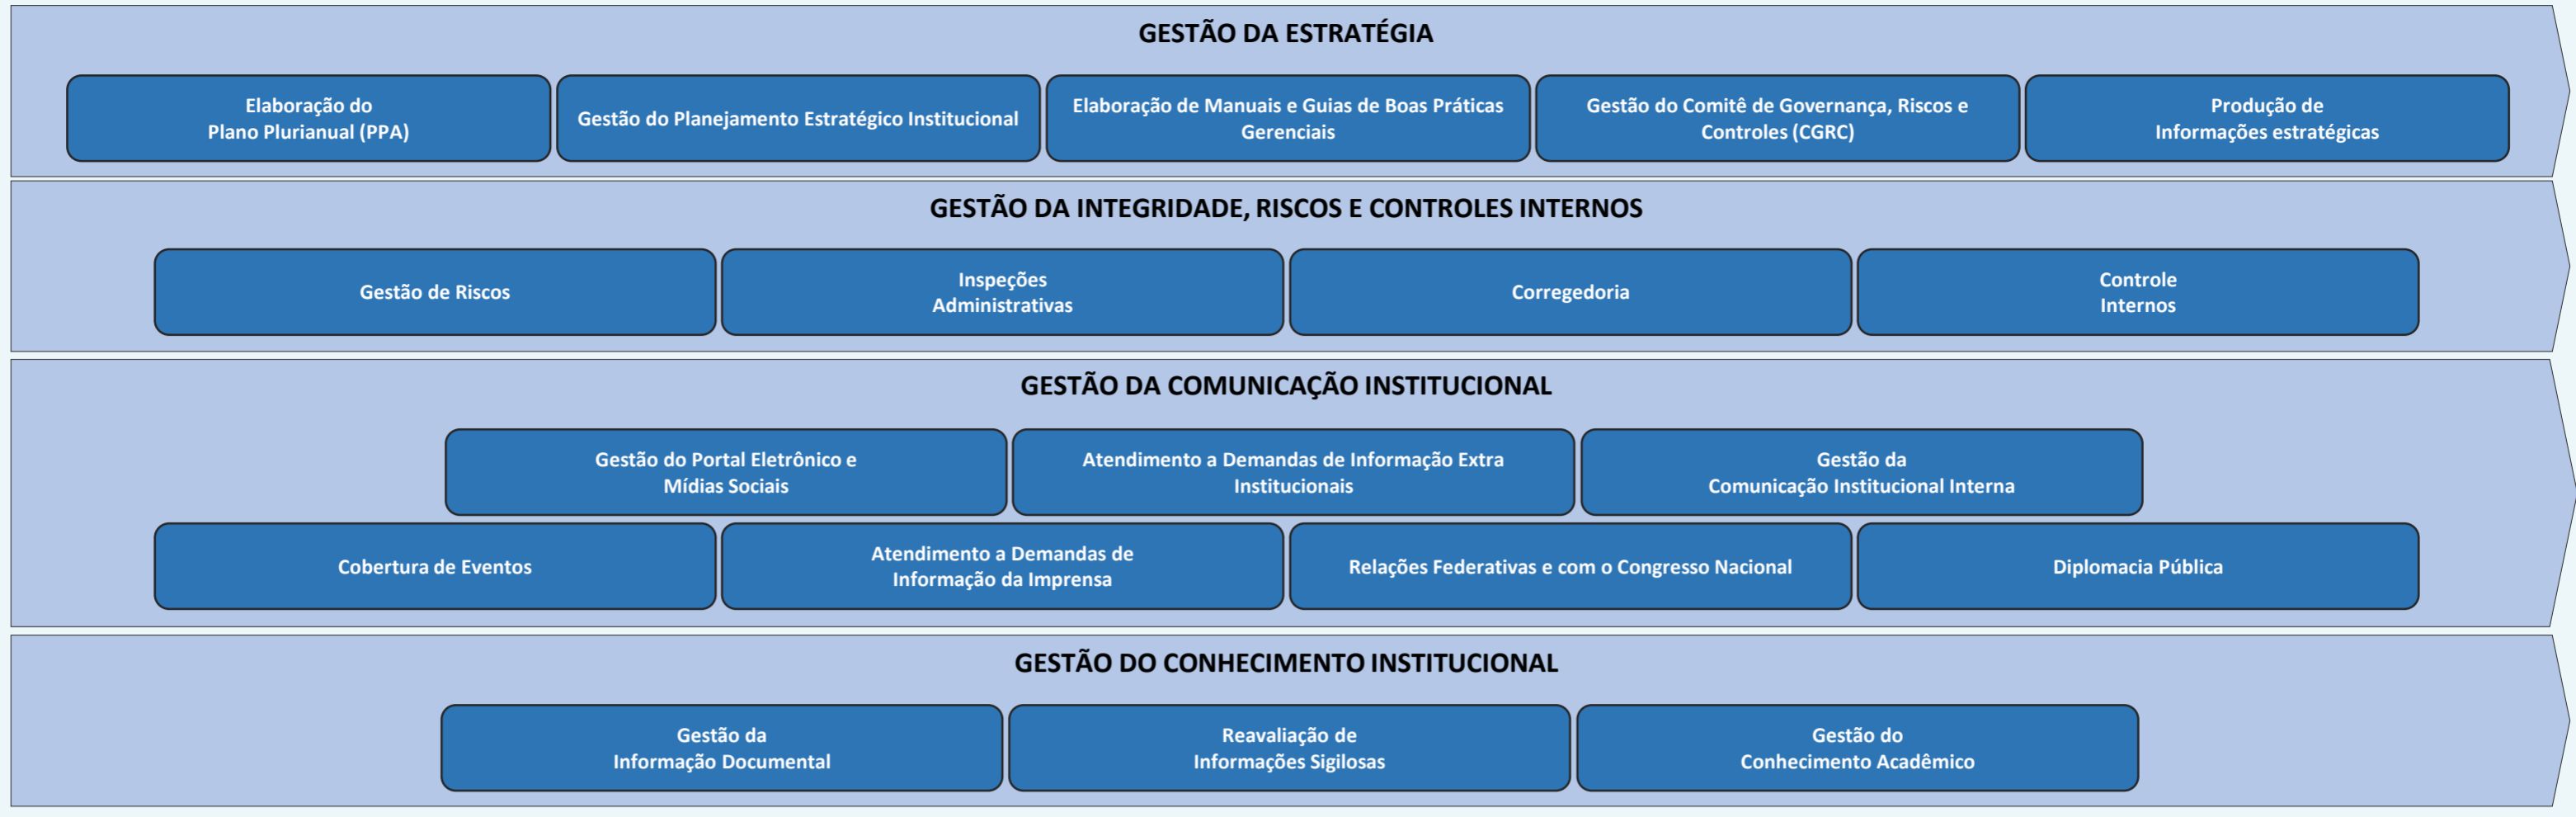 GESTÃO DA ESTRATÉGIA
Elaboração do
Plano Plurianual (PPA)
Gestão do Planejamento Estratégico Institucional
Elaboração de Manuais e Guias de Boas Práticas
Gerenciais
Gestão do Comitê de Governança, Riscos e
Controles (CGRC)
Produção de
Informações estratégicas
GESTÃO DA INTEGRIDADE, RISCOS E CONTROLES INTERNOS
Gestão de Riscos
Inspeções
Administrativas
Corregedoria
Controle
Internos
GESTÃO DA COMUNICAÇÃO INSTITUCIONAL
Gestão do Portal Eletrônico e
Mídias Sociais
Atendimento a Demandas de Informação Extra
Institucionais
Gestão da
Comunicação Institucional Interna
Cobertura de Eventos
Atendimento a Demandas de
Informação da Imprensa
Relações Federativas e com o Congresso Nacional
Diplomacia Pública
GESTÃO DO CONHECIMENTO INSTITUCIONAL
Gestão da
Informação Documental
Reavaliação de
Informações Sigilosas
Gestão do
Conhecimento Acadêmico